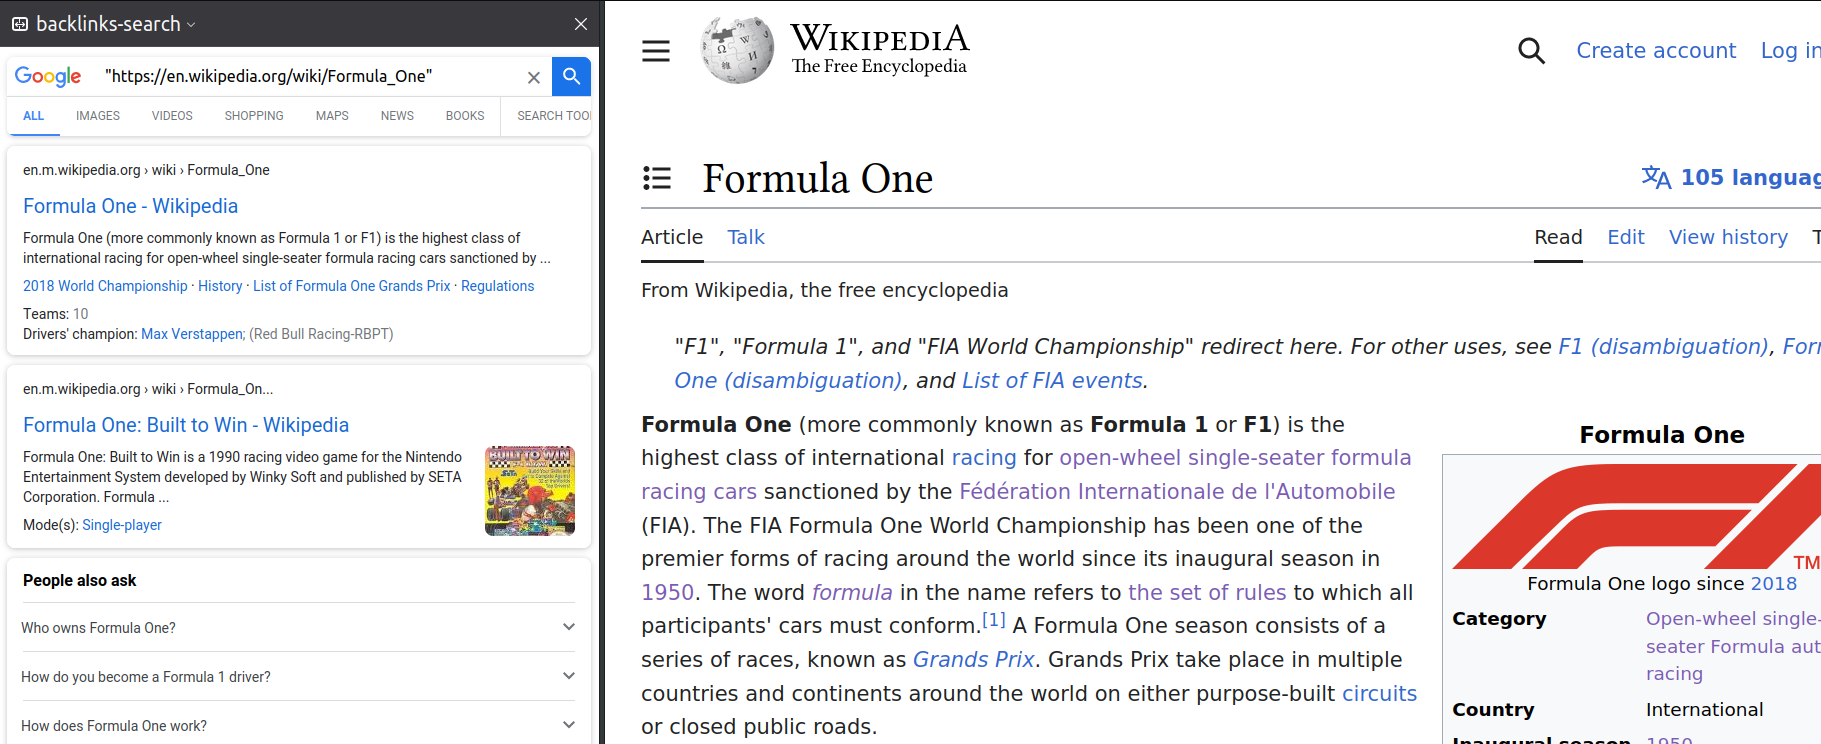 backlinks-search
Google "https://en.wikipedia.org/wiki/Formula_One"
ALL IMAGES VIDEOS SHOPPING MAPS NEWS BOOKS SEARCH TOO
en.m.wikipedia.org › wiki › Formula_One
Formula One - Wikipedia
Formula One (more commonly known as Formula 1 or F1) is the highest class of
international racing for open-wheel single-seater formula racing cars sanctioned by ...
2018 World Championship · History · List of Formula One Grands Prix · Regulations
Teams: 10
Drivers' champion: Max Verstappen; (Red Bull Racing-RBPT)
en.m.wikipedia.org › wiki › Formula_On...
Formula One: Built to Win - Wikipedia
Formula One: Built to Win is a 1990 racing video game for the Nintendo
Entertainment System developed by Winky Soft and published by SETA
Corporation. Formula ...
Mode(s): Single-player
BUILT TO WIN
People also ask
Who owns Formula One?
How do you become a Formula 1 driver?
How does Formula One work?
WIKIPEDIA
The Free Encyclopedia
Create account Log in
Formula One
105 languag
Article Talk
Read Edit View history T
From Wikipedia, the free encyclopedia
"F1", "Formula 1", and "FIA World Championship" redirect here. For other uses, see F1 (disambiguation), For
One (disambiguation), and List of FIA events.
Formula One (more commonly known as Formula 1 or F1) is the
highest class of international racing for open-wheel single-seater formula
racing cars sanctioned by the Fédération Internationale de l'Automobile
(FIA). The FIA Formula One World Championship has been one of the
premier forms of racing around the world since its inaugural season in
1950. The word formula in the name refers to the set of rules to which all
participants' cars must conform.[1] A Formula One season consists of a
series of races, known as Grands Prix. Grands Prix take place in multiple
countries and continents around the world on either purpose-built circuits
or closed public roads.
Formula One
F1 TM
Formula One logo since 2018
Category Open-wheel single-
seater Formula aut
racing
Country International
Inaugural season 1950